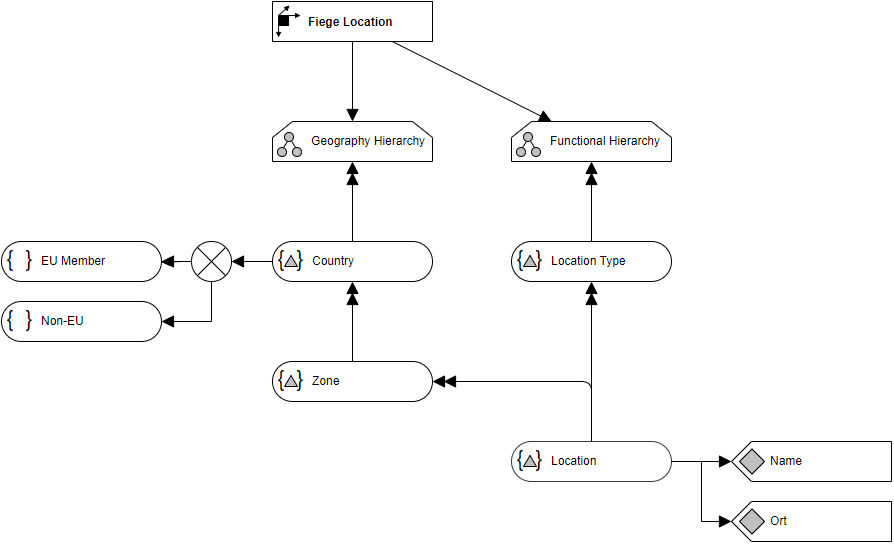 Fiege Location
Geography Hierarchy
Functional Hierarchy
{ } EU Member
{ } Country
{ } Location Type
{ } Non-EU
{ } Zone
{ } Location
Name
Ort